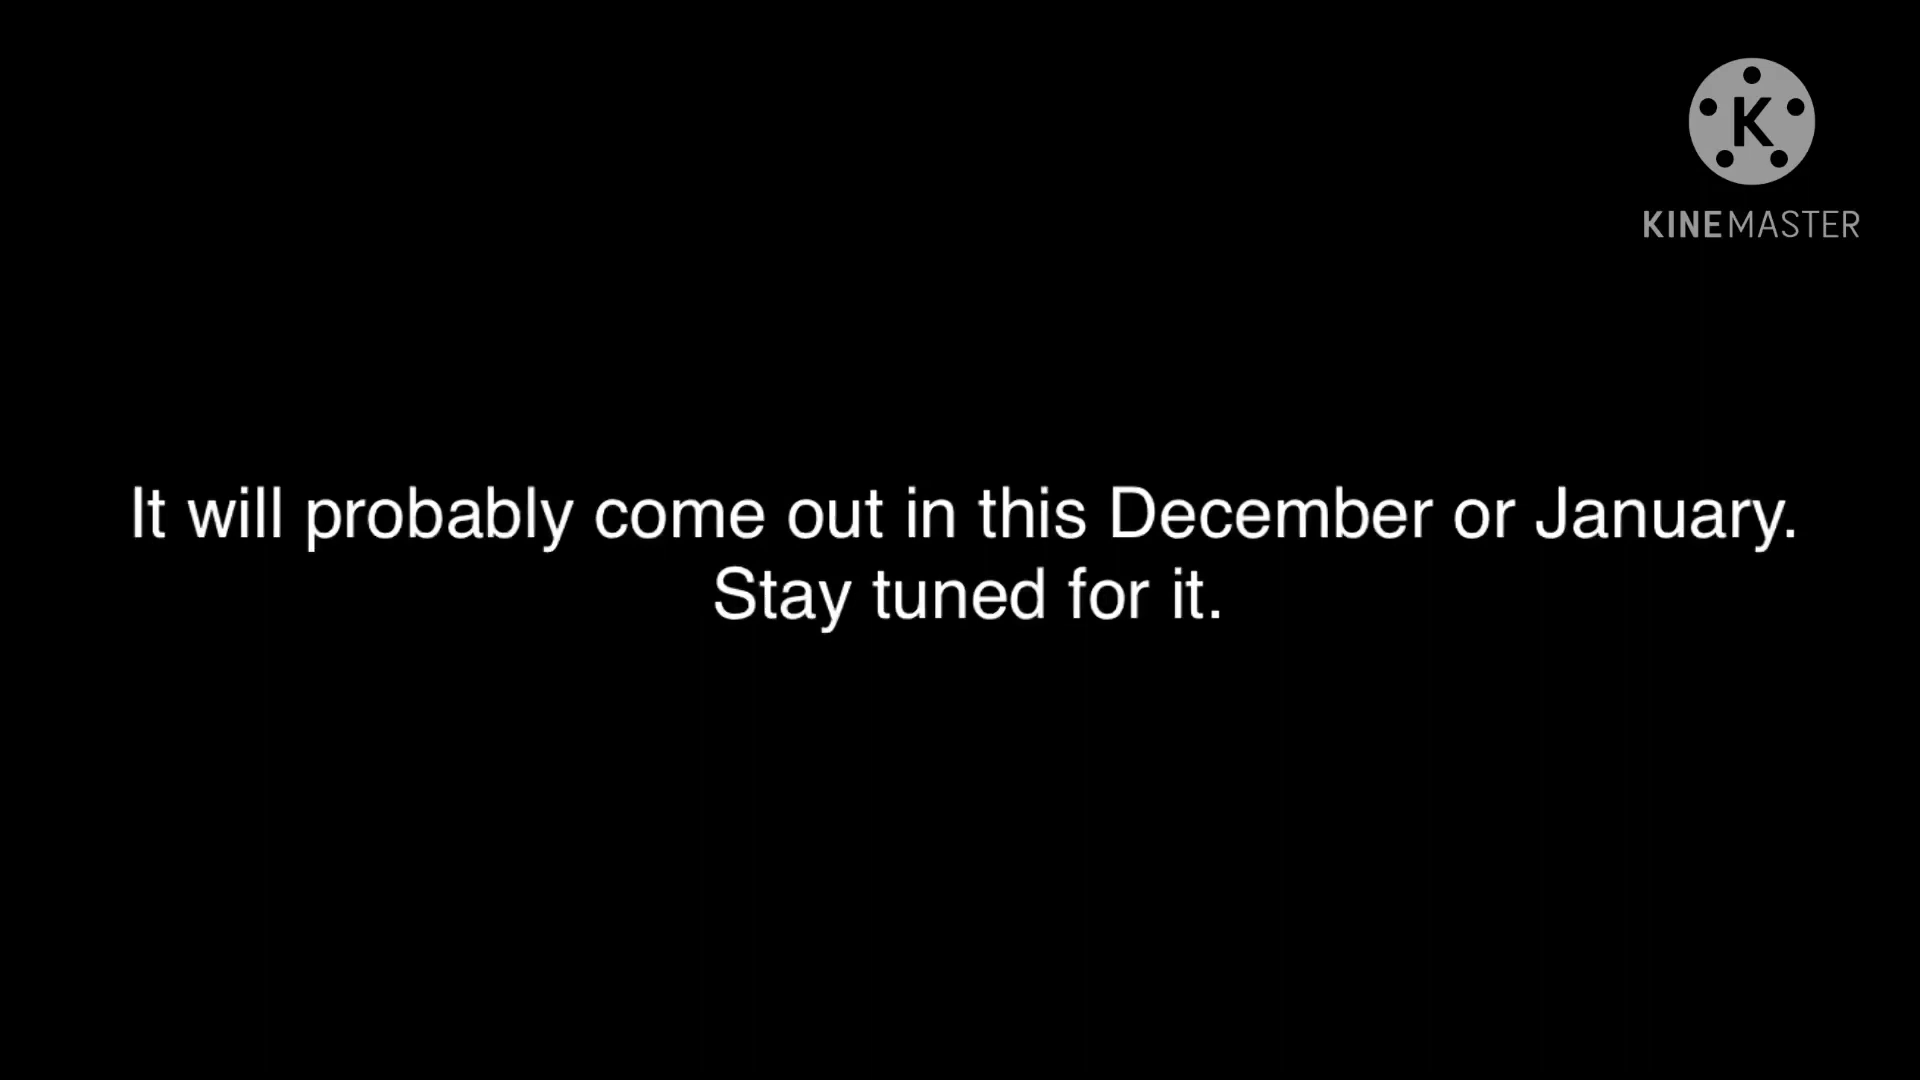 K
KINEMASTER
It will probably come out in this December or January.
Stay tuned for it.